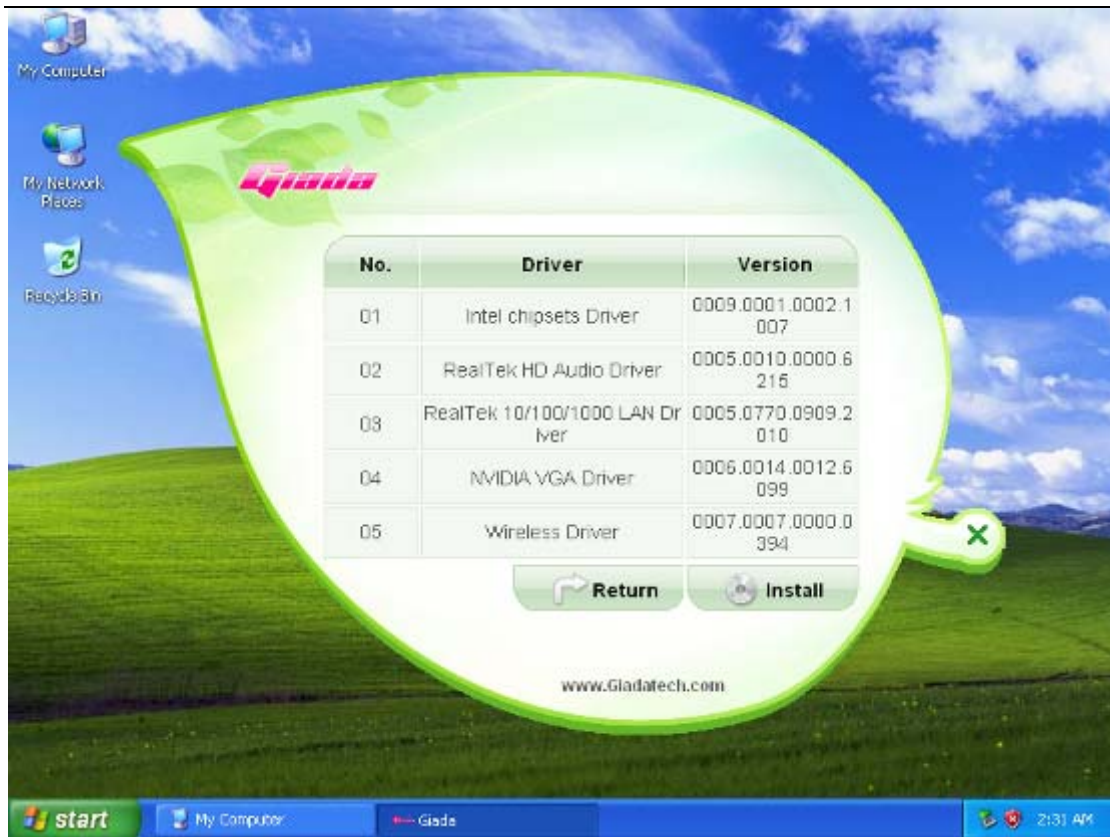 My Computer
My Network
Places
Recycle Bin
Giada
No.
Driver
Version
01
Intel chipsets Driver
0009.0001.0002.1
007
02
RealTek HD Audio Driver
0005.0010.0000.6
215
03
RealTek 10/100/1000 LAN Dr
iver
0005.0770.0909.2
010
04
NVIDIA VGA Driver
0006.0014.0012.6
099
05
Wireless Driver
0007.0007.0000.0
394
Return
Install
www.Giadatech.com
start
My Computer
Giada
2:31 AM